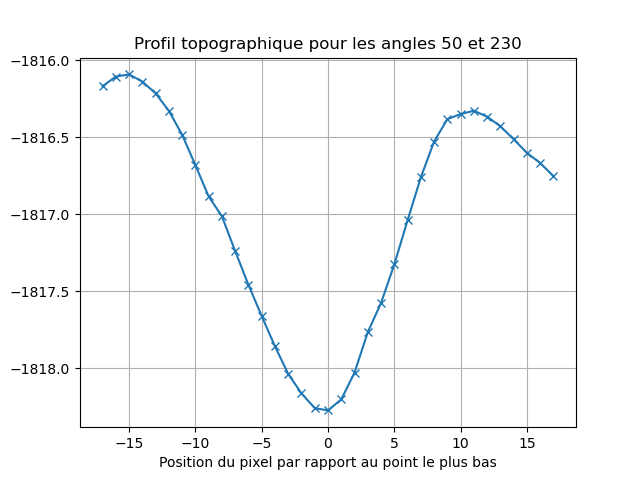 Profil topographique pour les angles 50 et 230
−1816.0
−1816.5
−1817.0
−1817.5
−1818.0
−15 −10 −5 0 5 10 15
Position du pixel par rapport au point le plus bas